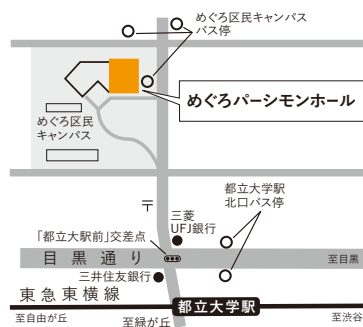 めぐろ区民キャンパス
バス停
めぐろパーシモンホール
めぐろ区民
キャンパス
都立大学駅
北口バス停
〒
三菱
UFJ銀行
「都立大駅前」交差点
目黒通り
至目黒
三井住友銀行
東急東横線
都立大学駅
至自由が丘
至緑が丘
至渋谷